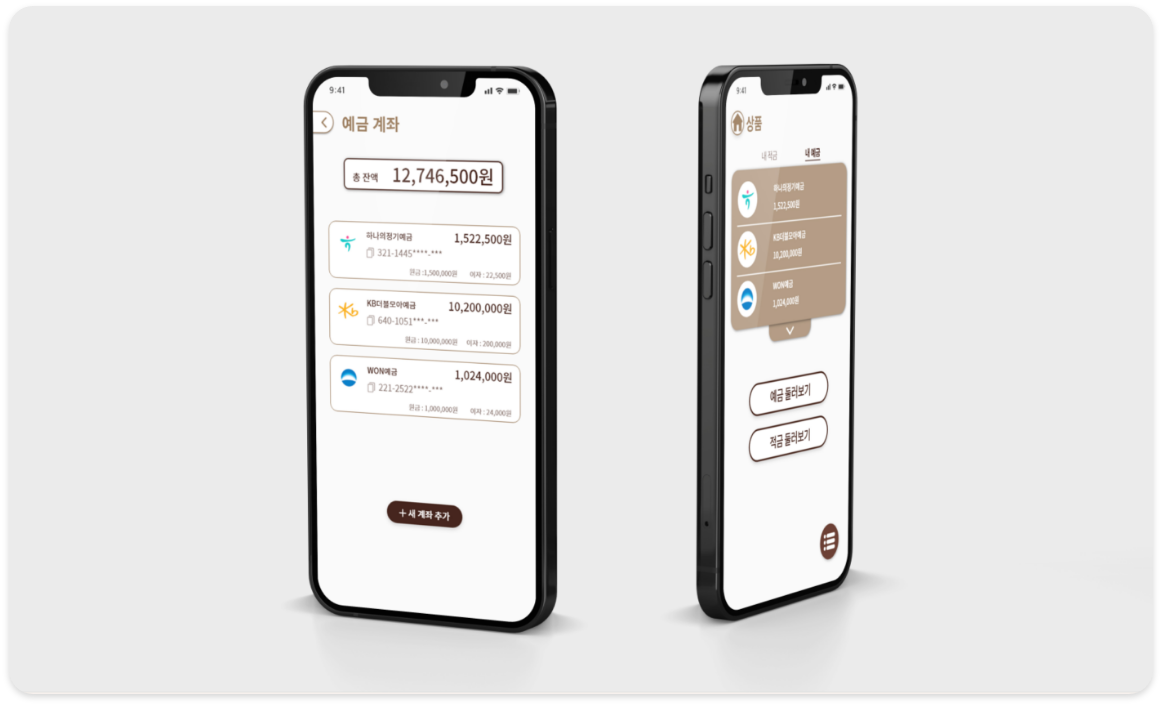 9:41
예금 계좌
총 잔액 12,746,500원
하나의정기예금 1,522,500원
321-1445****-***
원금 :1,500,000원 이자 : 22,500원
KB더블모아예금 10,200,000원
640-1051***-***
원금 : 10,000,000원 이자 : 200,000원
WON예금 1,024,000원
221-2522****-***
원금 : 1,000,000원 이자 : 24,000원
+ 새 계좌 추가
9:41
상품
내 적금 내 예금
하나의정기예금
1,522,500원
KB더블모아예금
10,200,000원
WON예금
1,024,000원
예금 둘러보기
적금 둘러보기